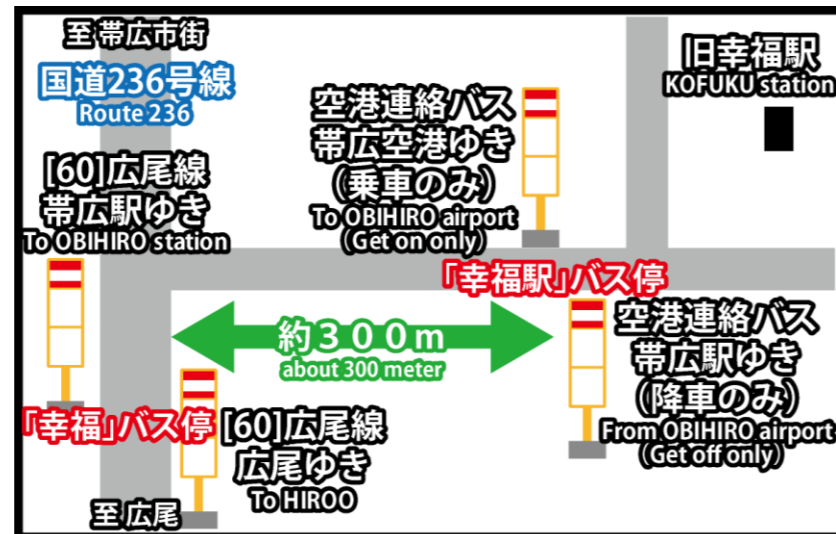 至 帯広市街
国道236号線
Route 236
[60]広尾線
帯広駅ゆき
To OBIHIRO station
空港連絡バス
帯広空港ゆき
（乗車のみ）
To OBIHIRO airport
(Get on only)
旧幸福駅
KOFUKU station
「幸福駅」バス停
約３００ｍ
about 300 meter
空港連絡バス
帯広駅ゆき
（降車のみ）
From OBIHIRO airport
(Get off only)
「幸福」バス停
[60]広尾線
広尾ゆき
To HIROO
至 広尾